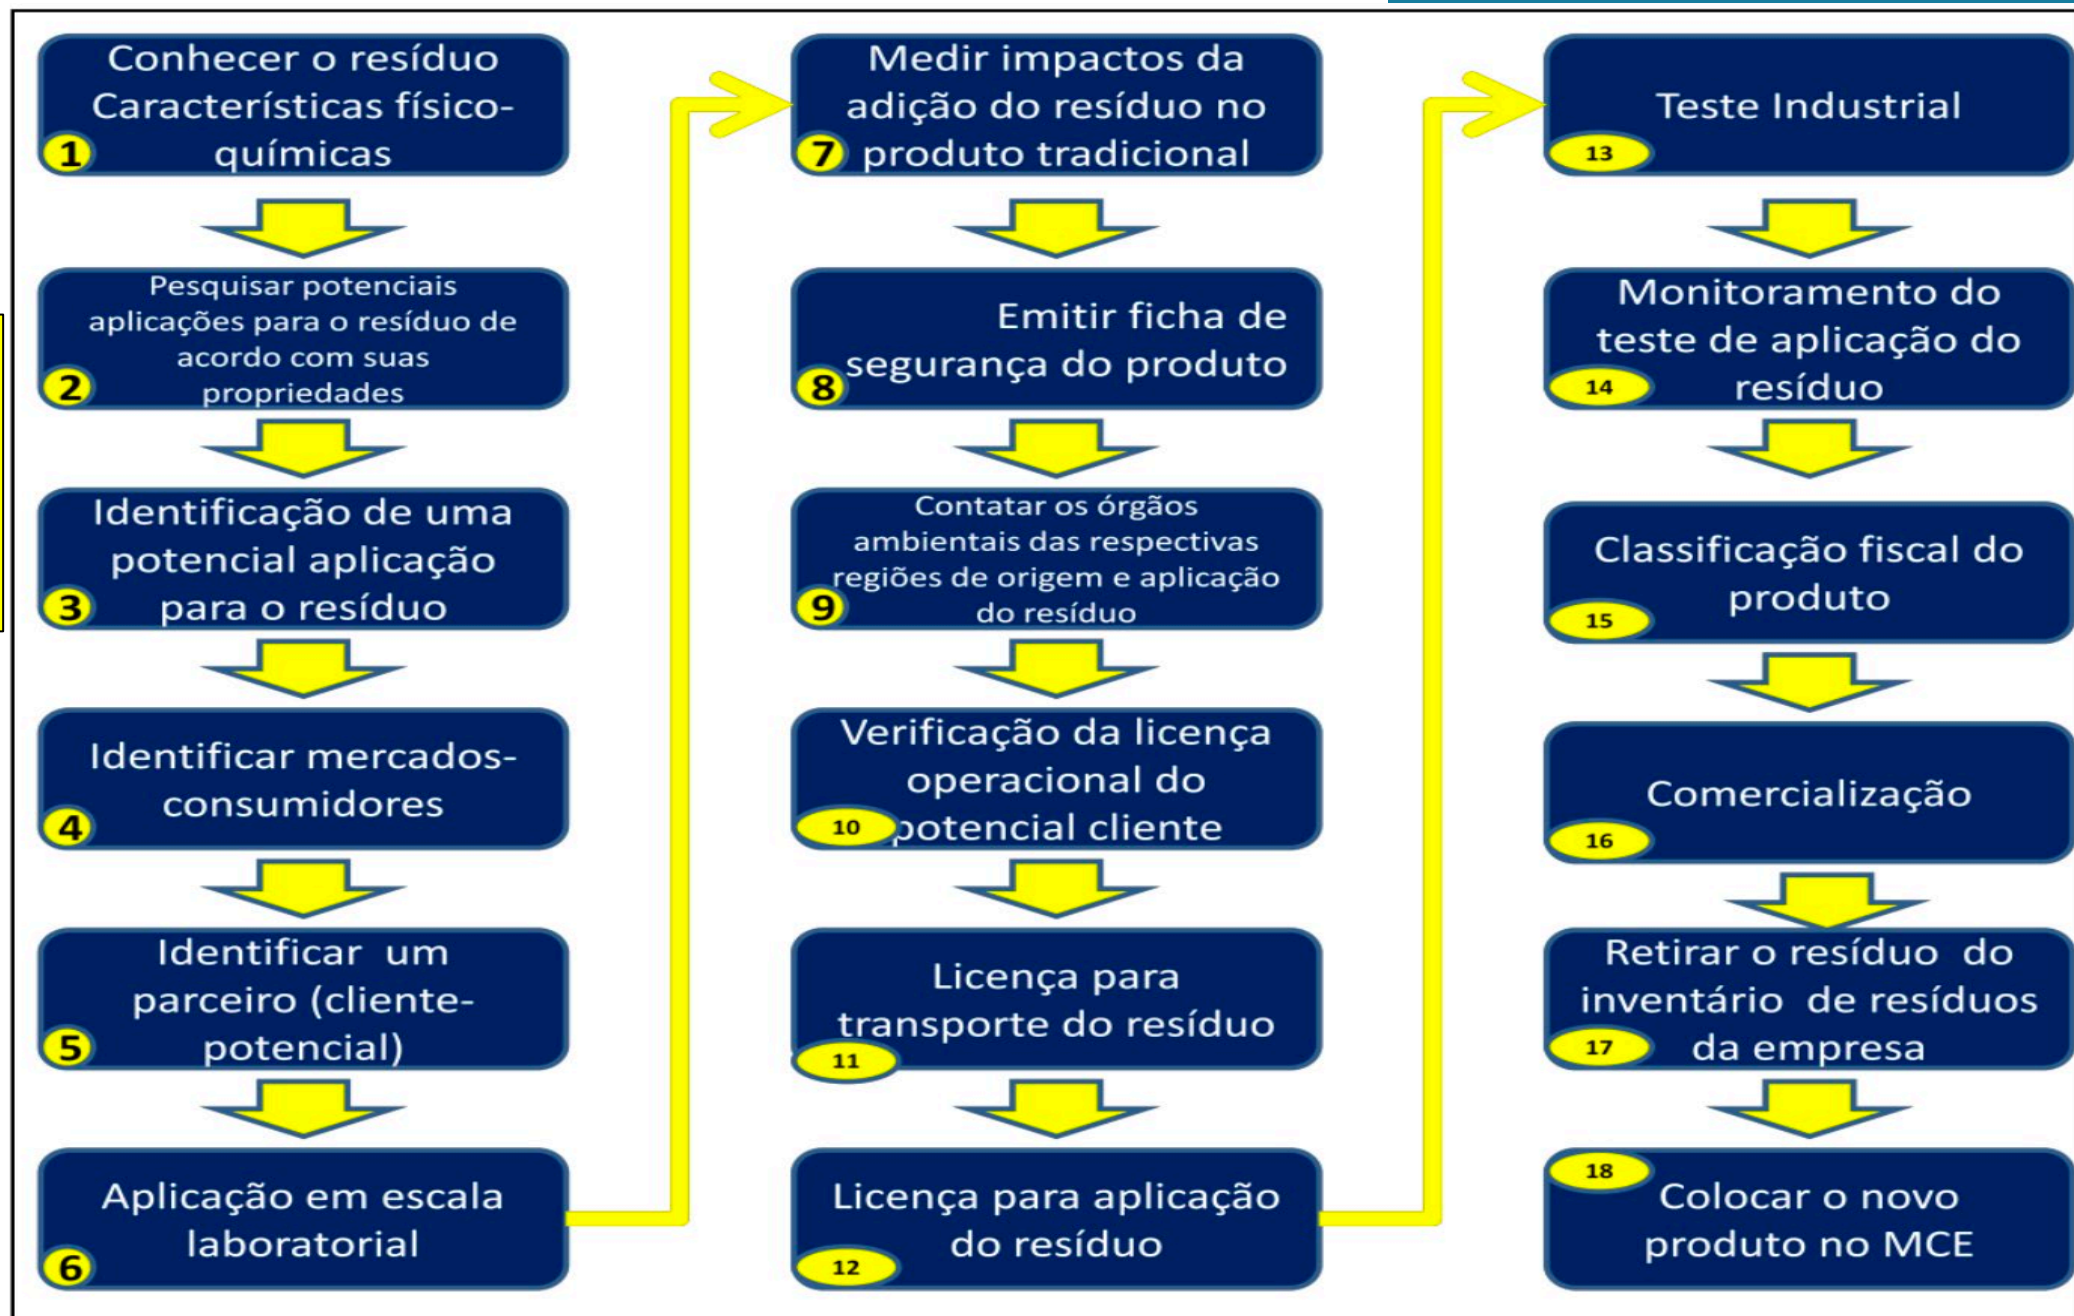 Conhecer o resíduo
Características físico-
químicas
1
Pesquisar potenciais
aplicações para o resíduo de
acordo com suas
propriedades
2
Identificação de uma
potencial aplicação
para o resíduo
3
Identificar mercados-
consumidores
4
Identificar um
parceiro (cliente-
potencial)
5
Aplicação em escala
laboratorial
6
Medir impactos da
adição do resíduo no
produto tradicional
7
Emitir ficha de
segurança do produto
8
Contatar os órgãos
ambientais das respectivas
regiões de origem e aplicação
do resíduo
9
Verificação da licença
operacional do
potencial cliente
10
Licença para
transporte do resíduo
11
Licença para aplicação
do resíduo
12
Teste Industrial
13
Monitoramento do
teste de aplicação do
resíduo
14
Classificação fiscal do
produto
15
Comercialização
16
Retirar o resíduo do
inventário de resíduos
da empresa
17
18
Colocar o novo
produto no MCE